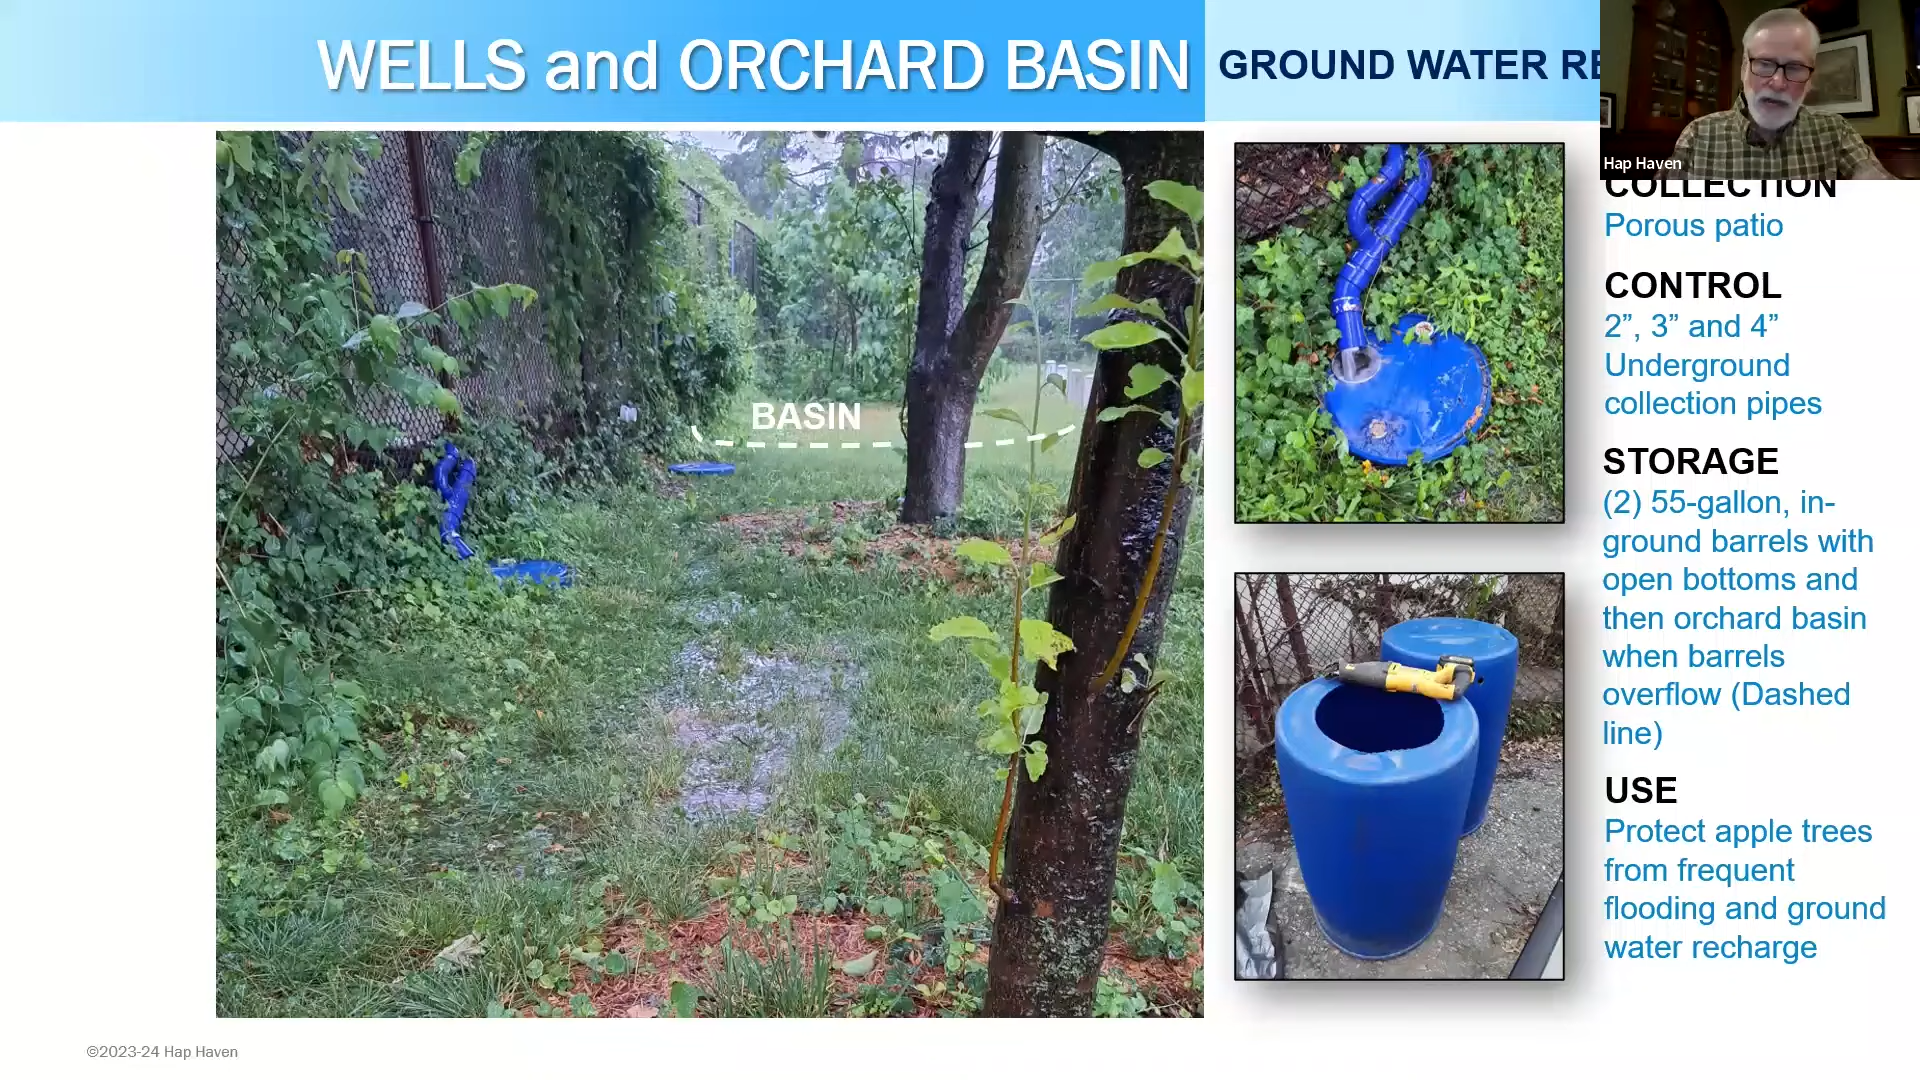 WELLS and ORCHARD BASIN
GROUND WATER
Hap Haven
COLLECTION
Porous patio
CONTROL
2”, 3” and 4”
Underground
collection pipes
STORAGE
(2) 55-gallon, in-
ground barrels with
open bottoms and
then orchard basin
when barrels
overflow (Dashed
line)
USE
Protect apple trees
from frequent
flooding and ground
water recharge
BASIN
©2023-24 Hap Haven